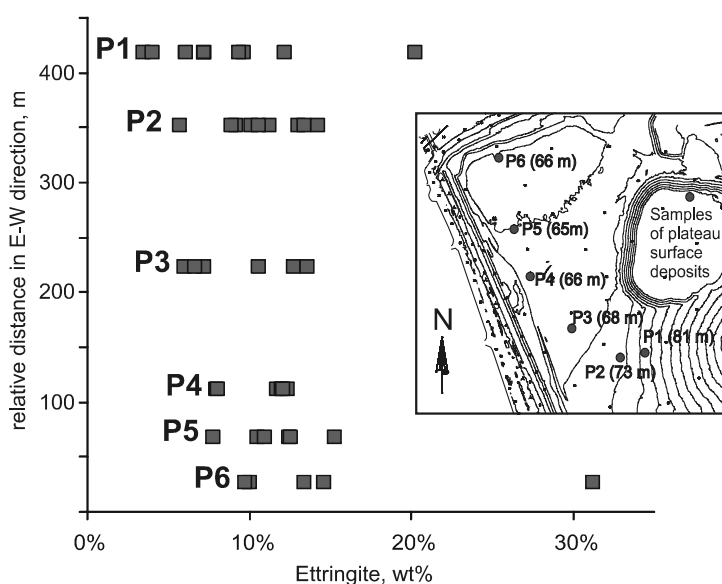 relative distance in E-W direction, m
400
300
200
100
P1
P2
P3
P4
P5
P6
0%
10%
20%
30%
Ettringite, wt%
P6 (66 m)
P5 (65m)
P4 (66 m)
P3 (68 m)
P2 (73 m)
P1 (81 m)
Samples
of plateau
surface
deposits
N